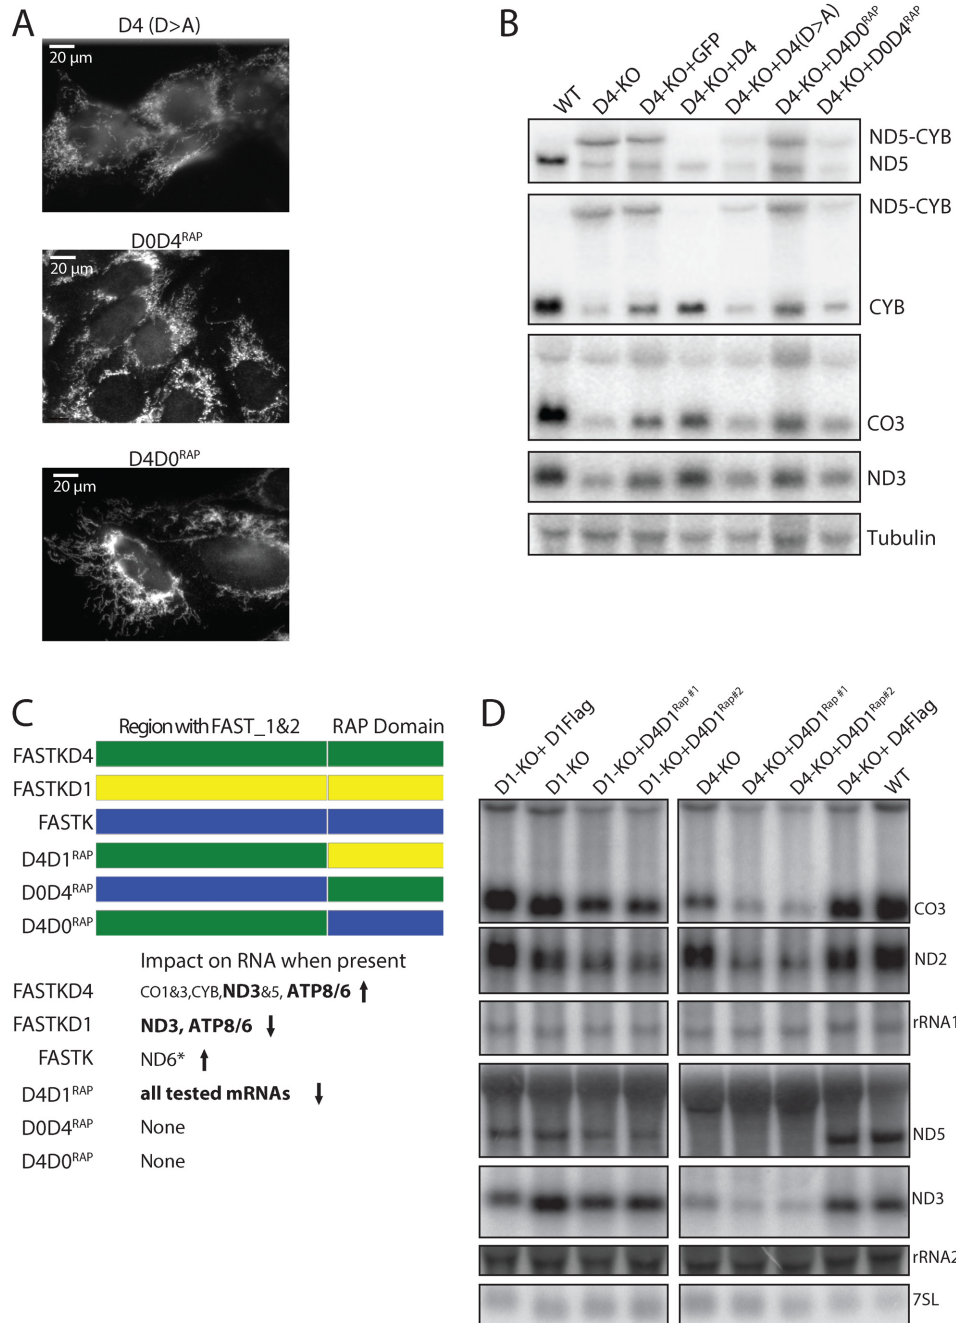 A
D4 (D>A)
20 µm
D0D4RAP
20 µm
D4D0RAP
20 µm
B
WT
D4-KO
D4-KO+GFP
D4-KO+D4
D4-KO+D4(D>A)
D4-KO+D4D0RAP
D4-KO+D0D4RAP
ND5-CYB
ND5
ND5-CYB
CYB
CO3
ND3
Tubulin
C
Region with FAST_1&2 RAP Domain
FASTKD4
FASTKD1
FASTK
D4D1RAP
D0D4RAP
D4D0RAP
Impact on RNA when present
FASTKD4 CO1&3,CYB,ND3&5, ATP8/6 ↑
FASTKD1 ND3, ATP8/6 ↓
FASTK ND6* ↑
D4D1RAP all tested mRNAs ↓
D0D4RAP None
D4D0RAP None
D
D1-KO+ D1Flag
D1-KO
D1-KO+D4D1Rap #1
D1-KO+D4D1Rap#2
D4-KO
D4-KO+D4D1Rap #1
D4-KO+D4D1Rap#2
D4-KO+ D4Flag
WT
CO3
ND2
rRNA1
ND5
ND3
rRNA2
7SL